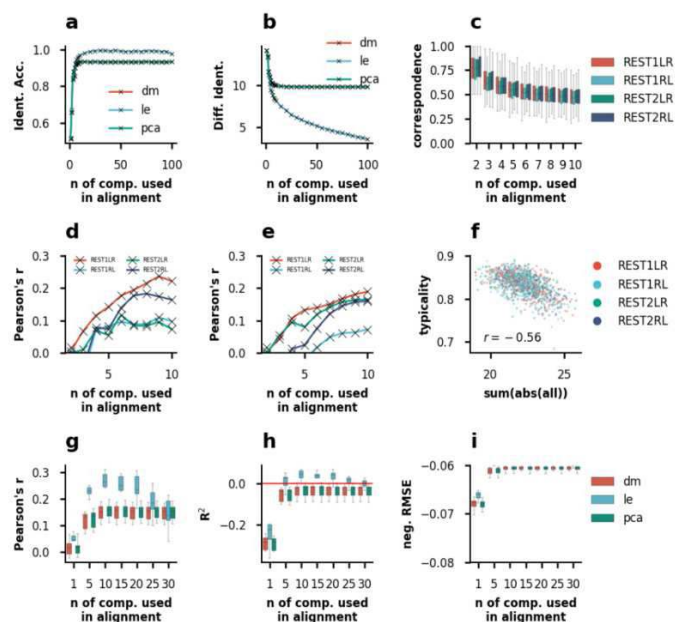 a
Ident. Acc.
1.0
0.8
0.6
dm
le
pca
0
50
100
n of comp. used
in alignment
b
Diff. Ident.
10
5
dm
le
pca
0
50
100
n of comp. used
in alignment
c
correspondence
1.00
0.75
0.50
0.25
0.00
2 3 4 5 6 7 8 9 10
n of comp. used
in alignment
REST1LR
REST1RL
REST2LR
REST2RL
d
Pearson's r
0.3
0.2
0.1
0.0
REST1LR
REST2LR
REST1RL
REST2RL
5
10
n of comp. used
in alignment
e
Pearson's r
0.3
0.2
0.1
0.0
REST1LR
REST2LR
REST1RL
REST2RL
5
10
n of comp. used
in alignment
f
typicality
0.9
0.8
0.7
r = −0.56
20
25
sum(abs(all))
REST1LR
REST1RL
REST2LR
REST2RL
g
Pearson's r
0.3
0.2
0.1
0.0
1 5 10 15 20 25 30
n of comp. used
in alignment
h
R²
0.0
−0.2
1 5 10 15 20 25 30
n of comp. used
in alignment
i
neg. RMSE
−0.06
−0.07
−0.08
1 5 10 15 20 25 30
n of comp. used
in alignment
dm
le
pca